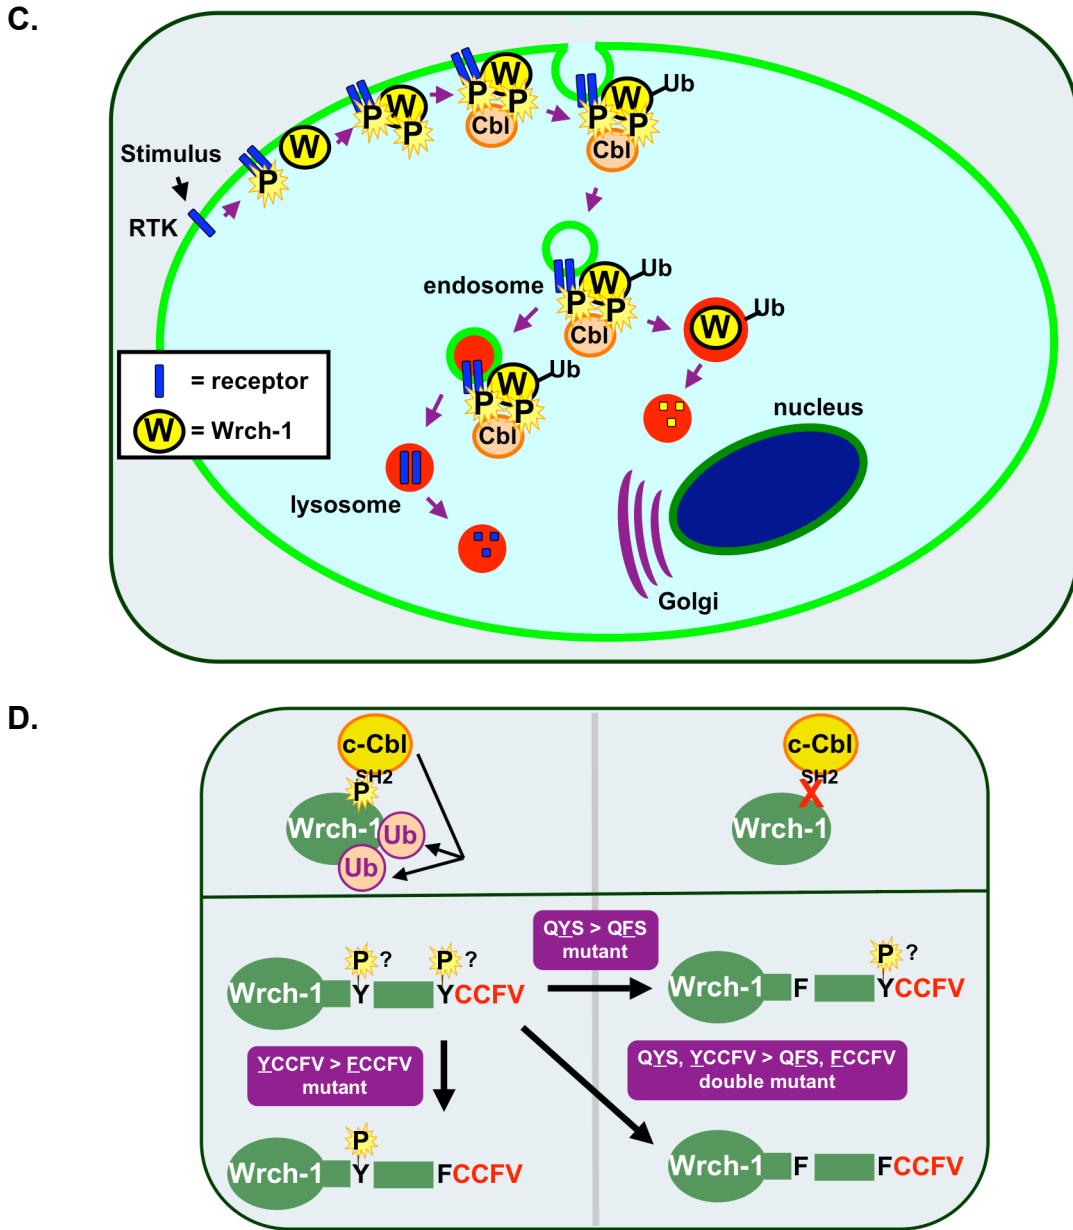 C.
Stimulus
RTK
P
W
P
W
P
P
W
P
Cbl
P
W
P
Cbl
Ub
endosome
P
W
P
Cbl
Ub
W
Ub
P
W
P
Cbl
Ub
= receptor
W = Wrch-1
lysosome
nucleus
Golgi
D.
c-Cbl
SH2
P
Wrch-1
Ub
Ub
c-Cbl
SH2
X
Wrch-1
QYS > QFS
mutant
P ? P ?
Wrch-1 Y YCCFV
P ?
Wrch-1 F YCCFV
YCCFV > FCCFV
mutant
QYS, YCCFV > QFS, FCCFV
double mutant
P
Wrch-1 Y FCCFV
Wrch-1 F FCCFV